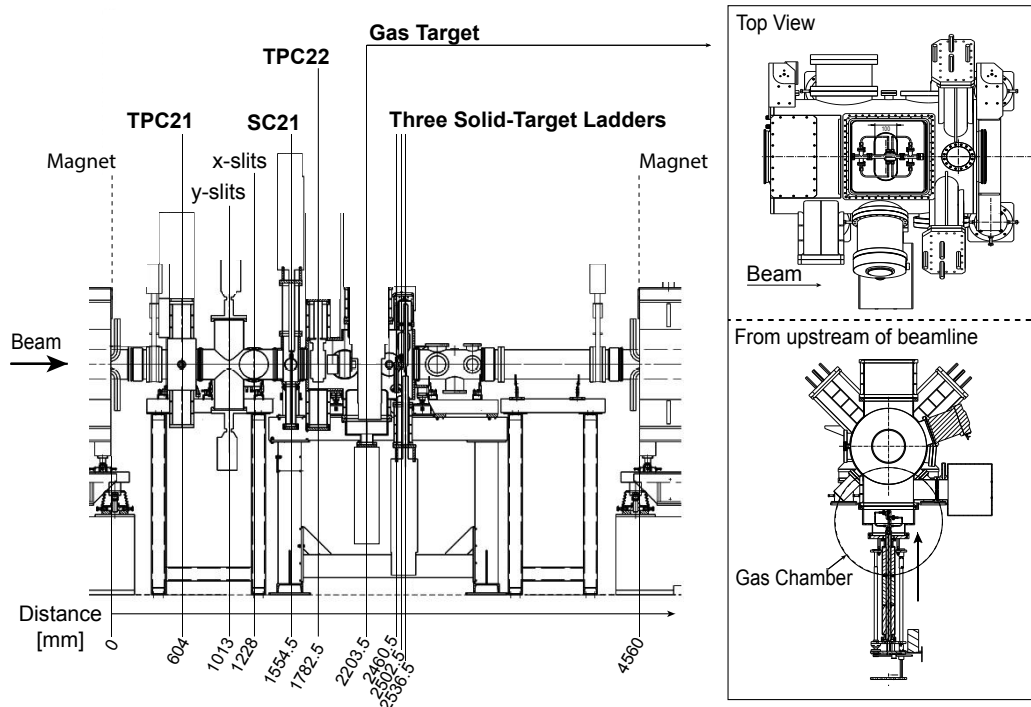 Gas Target
TPC22
TPC21
SC21
Three Solid-Target Ladders
Magnet
x-slits
y-slits
Magnet
Beam
Distance
[mm]
0
604
1013
1228
1554.5
1782.5
2203.5
2460.5
2502.5
2536.5
4560
Top View
100
Beam
From upstream of beamline
Gas Chamber